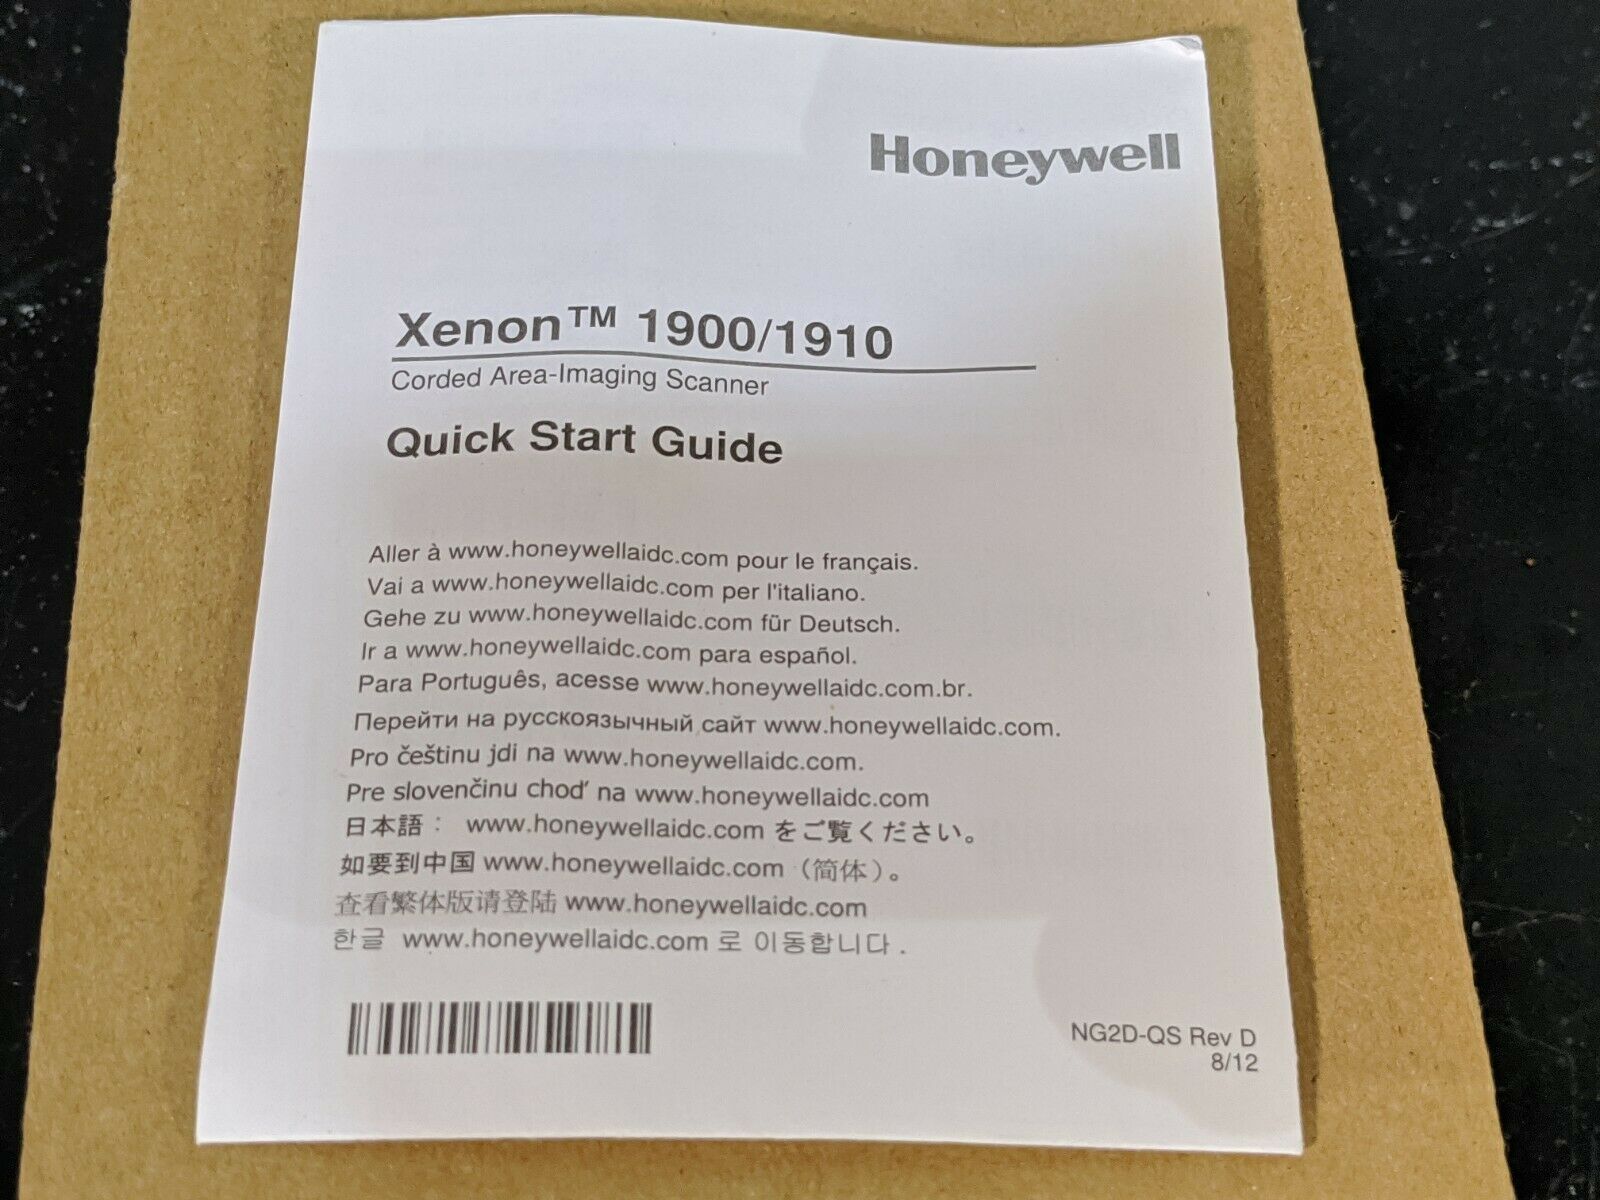 Honeywell
Xenon™ 1900/1910
Corded Area-Imaging Scanner
Quick Start Guide
Aller à www.honeywellaidc.com pour le français.
Vai a www.honeywellaidc.com per l'italiano.
Gehe zu www.honeywellaidc.com für Deutsch.
Ir a www.honeywellaidc.com para español.
Para Português, acesse www.honeywellaidc.com.br.
Перейти на русскоязычный сайт www.honeywellaidc.com.
Pro češtinu jdi na www.honeywellaidc.com.
Pre slovenčinu choď na www.honeywellaidc.com
日本語： www.honeywellaidc.com をご覧ください。
如要到中国 www.honeywellaidc.com （简体）。
查看繁体版请登陆 www.honeywellaidc.com
한글 www.honeywellaidc.com 로 이동합니다 .
NG2D-QS Rev D
8/12